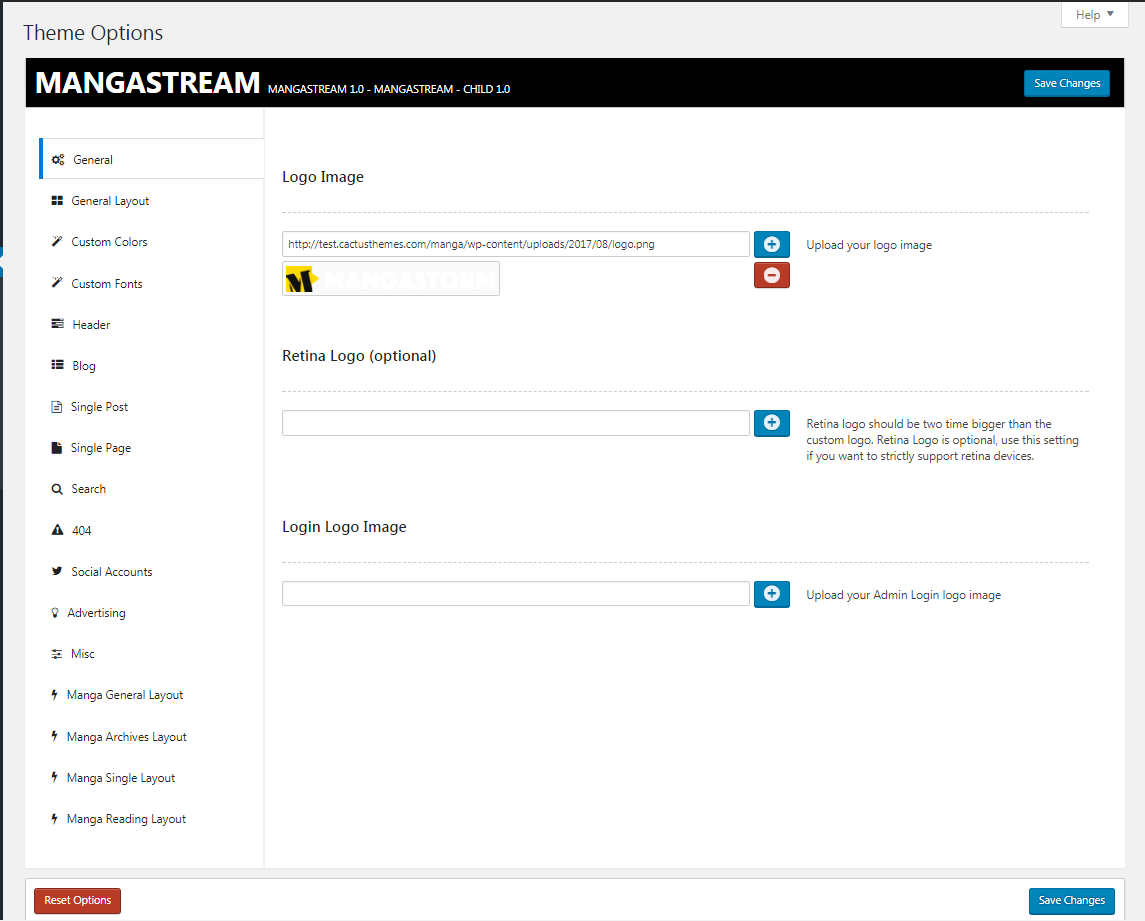 Help
Theme Options
MANGASTREAM MANGASTREAM 1.0 - MANGASTREAM - CHILD 1.0
Save Changes
General
General Layout
Custom Colors
Custom Fonts
Header
Blog
Single Post
Single Page
Search
404
Social Accounts
Advertising
Misc
Manga General Layout
Manga Archives Layout
Manga Single Layout
Manga Reading Layout
Logo Image
http://test.cactusthemes.com/manga/wp-content/uploads/2017/08/logo.png
Upload your logo image
M MANGASTORM
Retina Logo (optional)
Retina logo should be two time bigger than the
custom logo. Retina Logo is optional, use this setting
if you want to strictly support retina devices.
Login Logo Image
Upload your Admin Login logo image
Reset Options
Save Changes